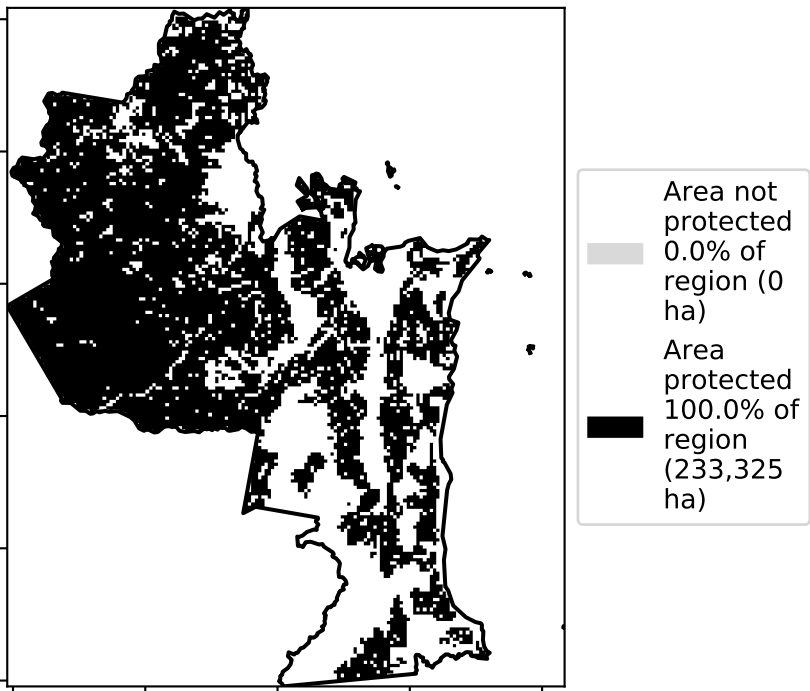 Area not
protected
0.0% of
region (0
ha)
Area
protected
100.0% of
region
(233,325
ha)